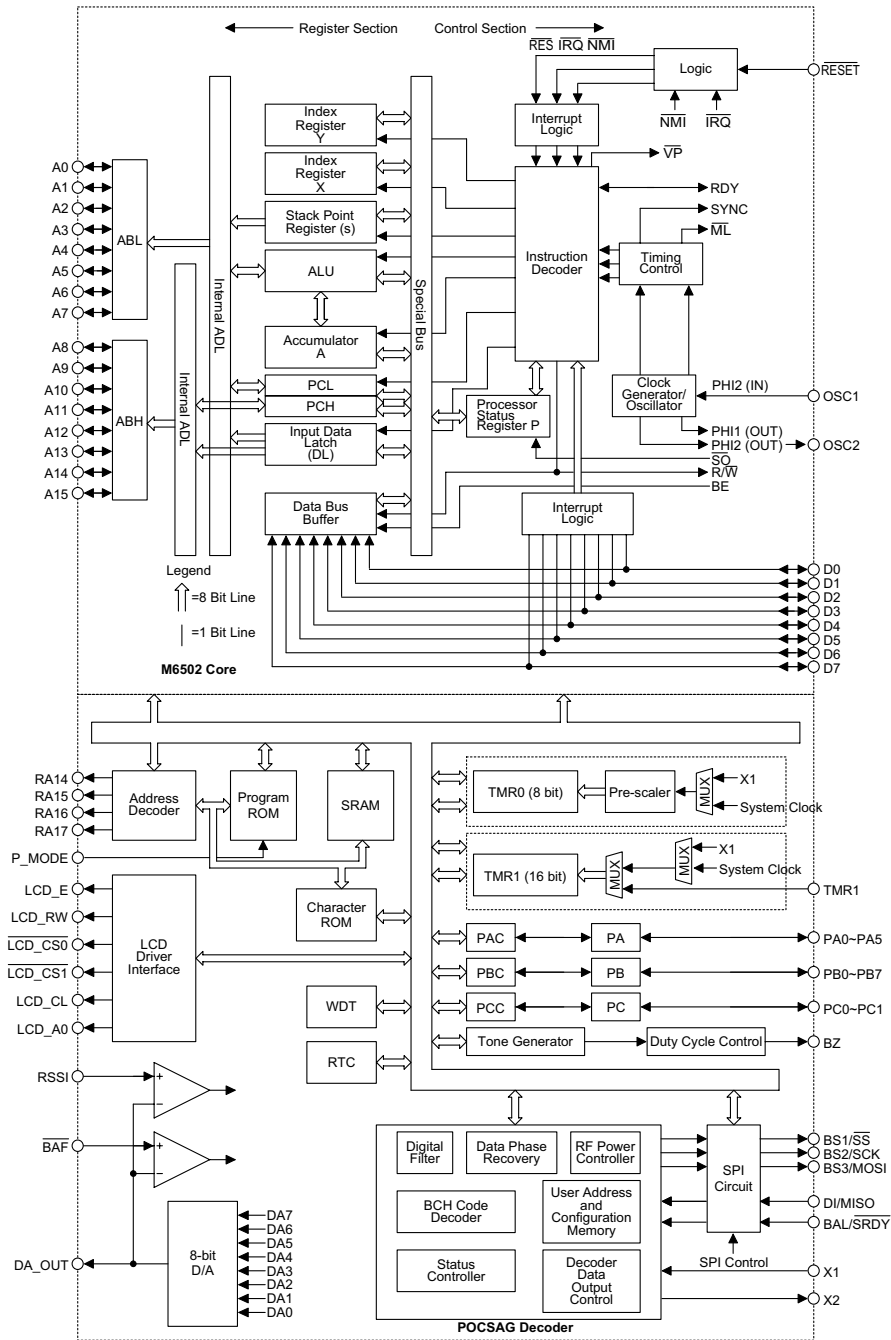 Register Section
Control Section
RES IRQ NMI
Logic
RESET
NMI
IRQ
Index
Register
Y
Interrupt
Logic
VP
Index
Register
X
RDY
SYNC
ML
Stack Point
Register (s)
Instruction
Decoder
Timing
Control
ALU
Internal ADL
Special Bus
Accumulator
A
Internal ADL
PCL
PCH
Input Data
Latch
(DL)
Processor
Status
Register P
Clock
Generator/
Oscillator
PHI2 (IN)
OSC1
PHI1 (OUT)
PHI2 (OUT)
OSC2
SO
R/W
BE
Data Bus
Buffer
Interrupt
Logic
A0
A1
A2
A3
A4
A5
A6
A7
ABL
A8
A9
A10
A11
A12
A13
A14
A15
ABH
Legend
=8 Bit Line
=1 Bit Line
M6502 Core
D0
D1
D2
D3
D4
D5
D6
D7
RA14
RA15
RA16
RA17
Address
Decoder
Program
ROM
SRAM
P_MODE
Character
ROM
TMR0 (8 bit)
Pre-scaler
MUX
X1
System Clock
TMR1 (16 bit)
MUX
MUX
X1
System Clock
TMR1
LCD_E
LCD_RW
LCD_CS0
LCD_CS1
LCD_CL
LCD_A0
LCD
Driver
Interface
WDT
RTC
PAC
PA
PA0~PA5
PBC
PB
PB0~PB7
PCC
PC
PC0~PC1
Tone Generator
Duty Cycle Control
BZ
RSSI
+
−
BAF
+
−
DA_OUT
8-bit
D/A
DA7
DA6
DA5
DA4
DA3
DA2
DA1
DA0
Digital
Filter
Data Phase
Recovery
RF Power
Controller
BCH Code
Decoder
User Address
and
Configuration
Memory
Status
Controller
Decoder
Data
Output
Control
POCSAG Decoder
SPI
Circuit
SPI Control
BS1/SS
BS2/SCK
BS3/MOSI
DI/MISO
BAL/SRDY
X1
X2